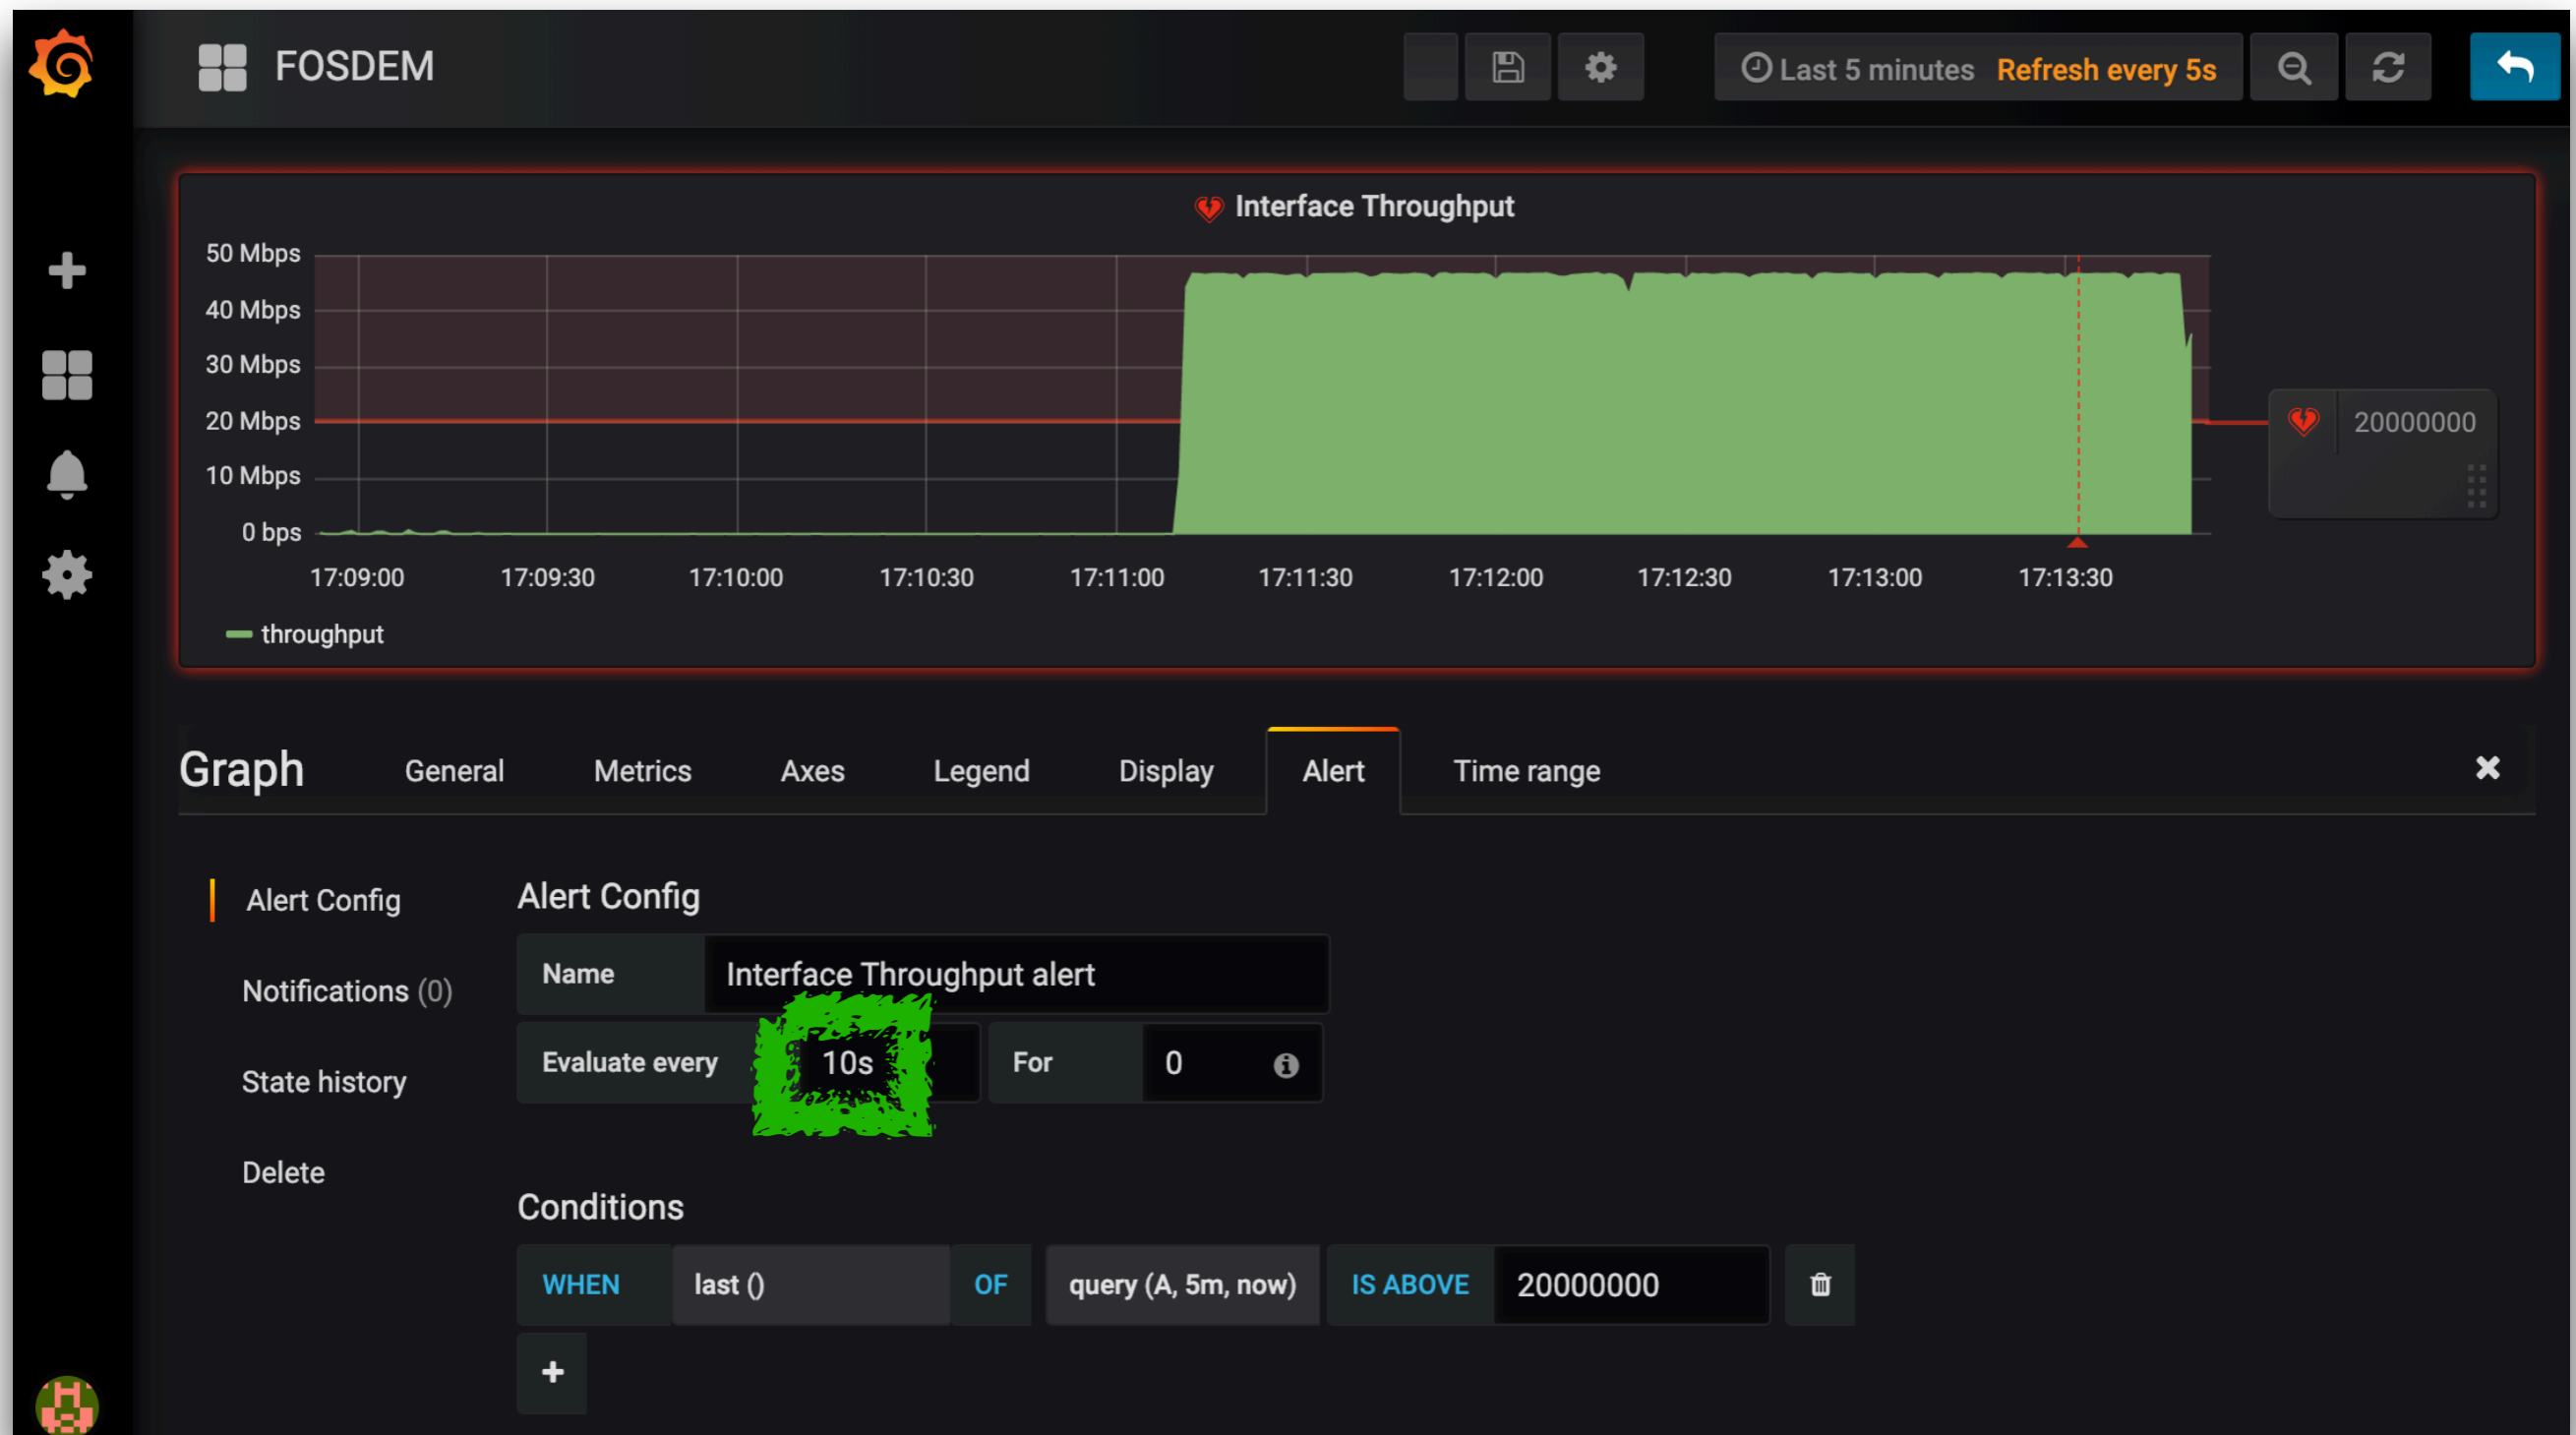 FOSDEM
Last 5 minutes Refresh every 5s
Interface Throughput
50 Mbps
40 Mbps
30 Mbps
20 Mbps
10 Mbps
0 bps
20000000
17:09:00 17:09:30 17:10:00 17:10:30 17:11:00 17:11:30 17:12:00 17:12:30 17:13:00 17:13:30
throughput
Graph General Metrics Axes Legend Display Alert Time range
Alert Config
Notifications (0)
State history
Delete
Alert Config
Name Interface Throughput alert
Evaluate every 10s For 0
Conditions
WHEN last () OF query (A, 5m, now) IS ABOVE 20000000